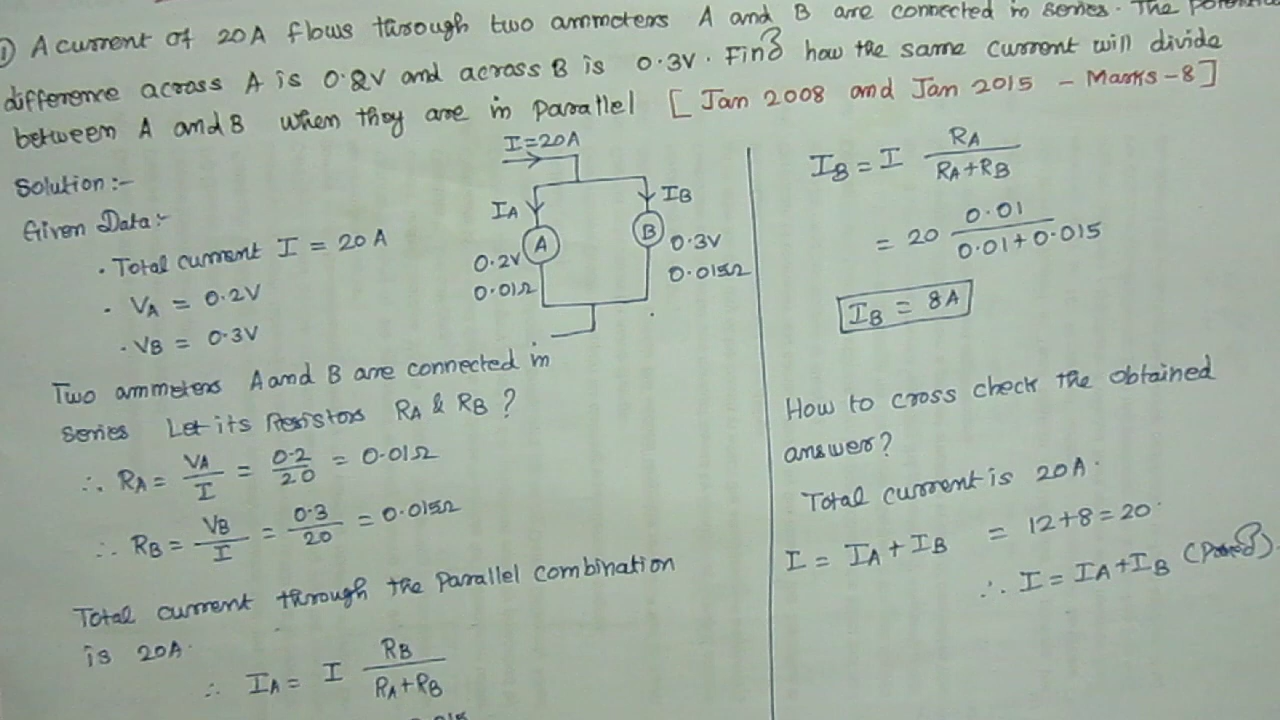 1) A current of 20A flows through two ammeters A and B are connected in series. The
difference across A is 0.2V and across B is 0.3V. Find how the same current will divide
between A and B when they are in parallel [Jan 2008 and Jan 2015 - Marks-8]
Solution :-
Given Data:-
• Total current I = 20A
• VA = 0.2V
• VB = 0.3V
Two ammeters A and B are connected in
series Let its Resistors RA & RB ?
∴ RA = VA/I = 0.2/20 = 0.01Ω
∴ RB = VB/I = 0.3/20 = 0.015Ω
Total current through the parallel combination
is 20A.
∴ IA = I RB/(RA+RB)
I=20A
IA
IB
A
B
0.2V
0.01Ω
0.3V
0.015Ω
IB = I RA/(RA+RB)
= 20 0.01/(0.01+0.015)
IB = 8A
How to cross check the obtained
answer?
Total current is 20A.
I = IA + IB = 12+8 = 20.
∴ I = IA+IB